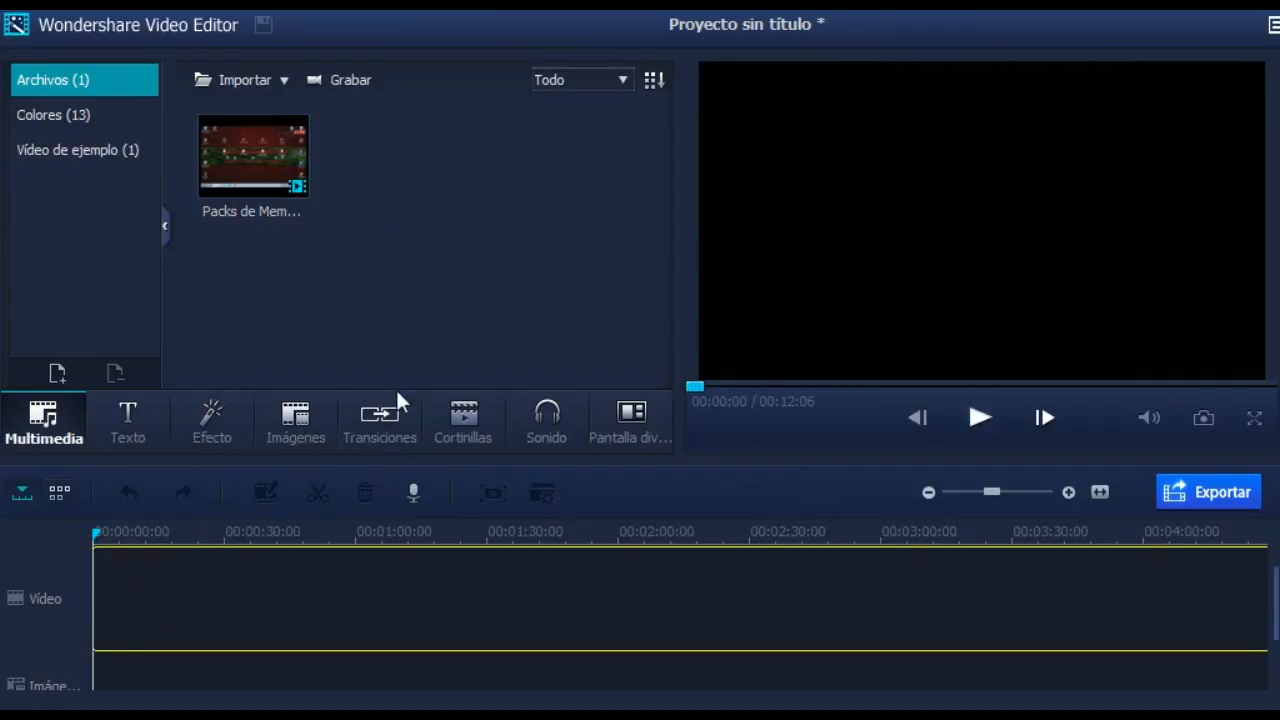 Wondershare Video Editor
Proyecto sin título *
Archivos (1)
Colores (13)
Vídeo de ejemplo (1)
Importar
Grabar
Todo
Packs de Mem...
Multimedia
Texto
Efecto
Imágenes
Transiciones
Cortinillas
Sonido
Pantalla div...
00:00:00 / 00:12:06
Exportar
00:00:00:00 00:00:30:00 00:01:00:00 00:01:30:00 00:02:00:00 00:02:30:00 00:03:00:00 00:03:30:00 00:04:00:00
Vídeo
Imáge...